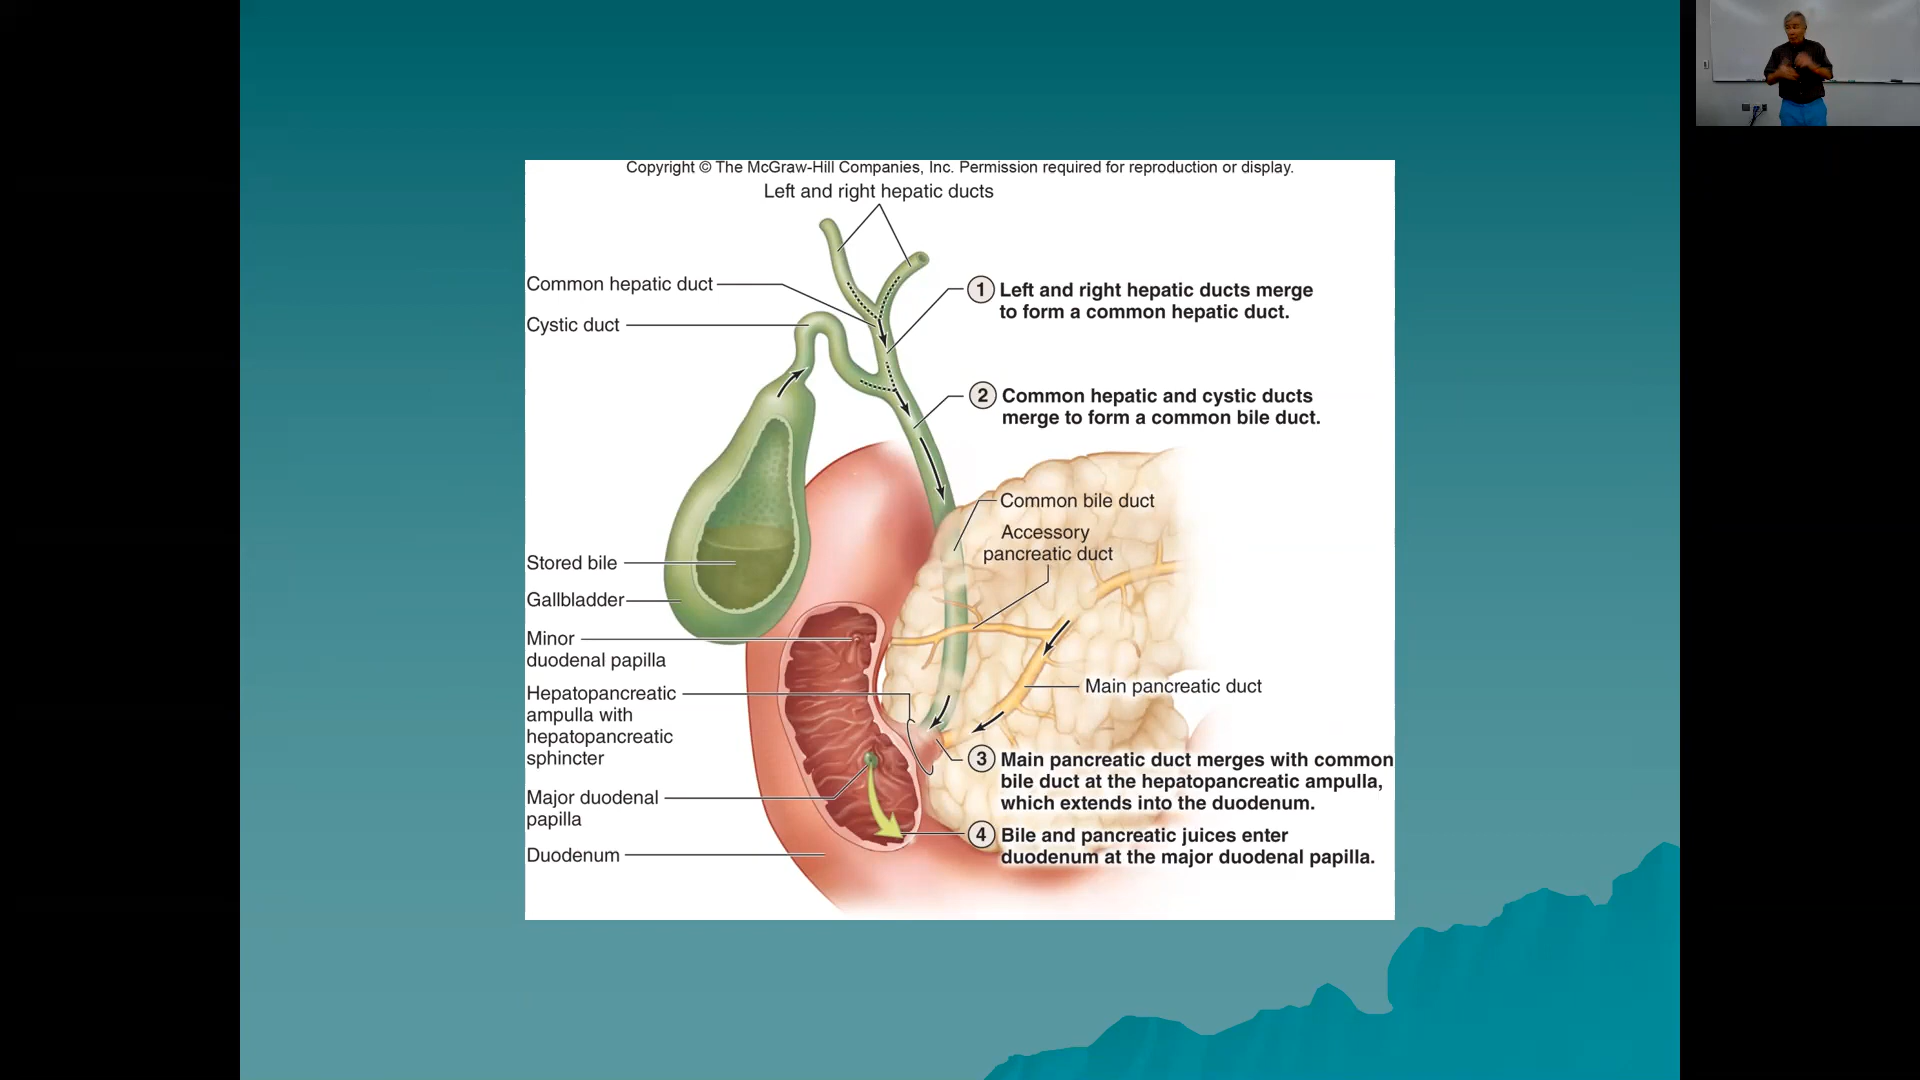 Copyright © The McGraw-Hill Companies, Inc. Permission required for reproduction or display.
Left and right hepatic ducts
Common hepatic duct
Cystic duct
1 Left and right hepatic ducts merge
to form a common hepatic duct.
2 Common hepatic and cystic ducts
merge to form a common bile duct.
Common bile duct
Accessory
pancreatic duct
Stored bile
Gallbladder
Minor
duodenal papilla
Hepatopancreatic
ampulla with
hepatopancreatic
sphincter
Main pancreatic duct
3 Main pancreatic duct merges with common
bile duct at the hepatopancreatic ampulla,
which extends into the duodenum.
Major duodenal
papilla
4 Bile and pancreatic juices enter
duodenum at the major duodenal papilla.
Duodenum